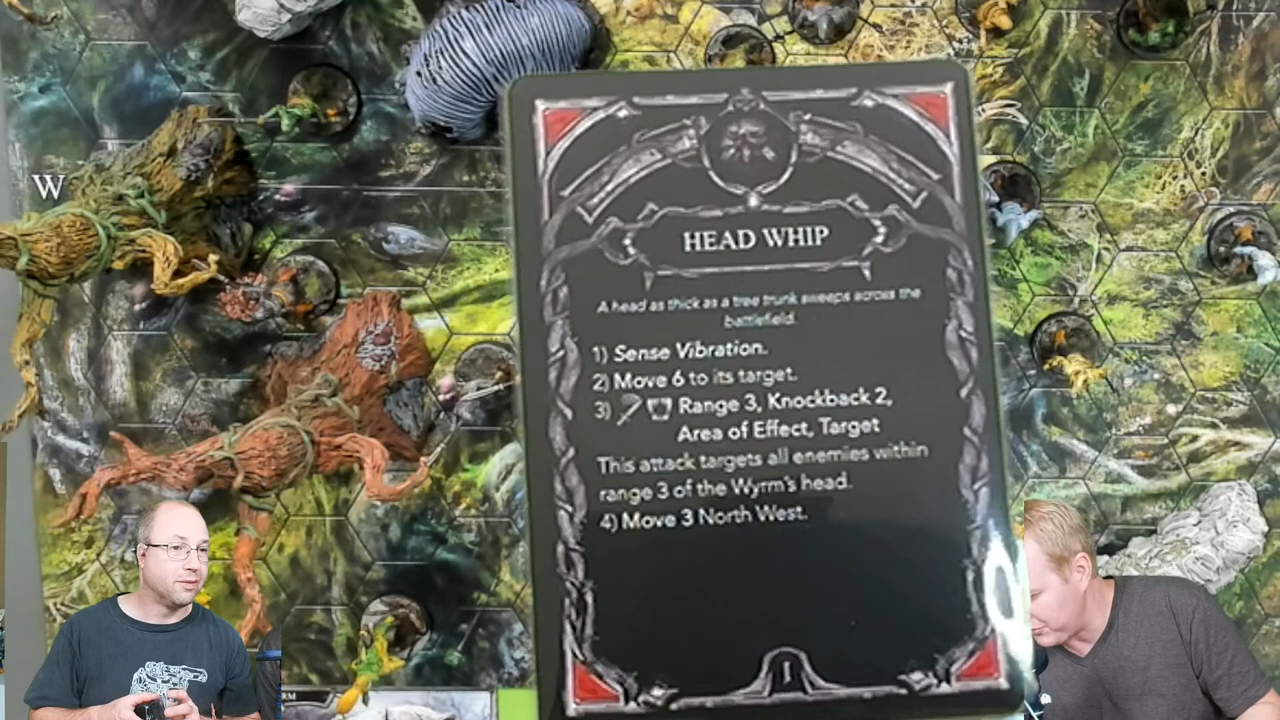 W
HEAD WHIP
A head as thick as a tree trunk sweeps across the
battlefield.
1) Sense Vibration.
2) Move 6 to its target.
3) Range 3, Knockback 2,
Area of Effect, Target
This attack targets all enemies within
range 3 of the Wyrm's head.
4) Move 3 North West.
I
RM